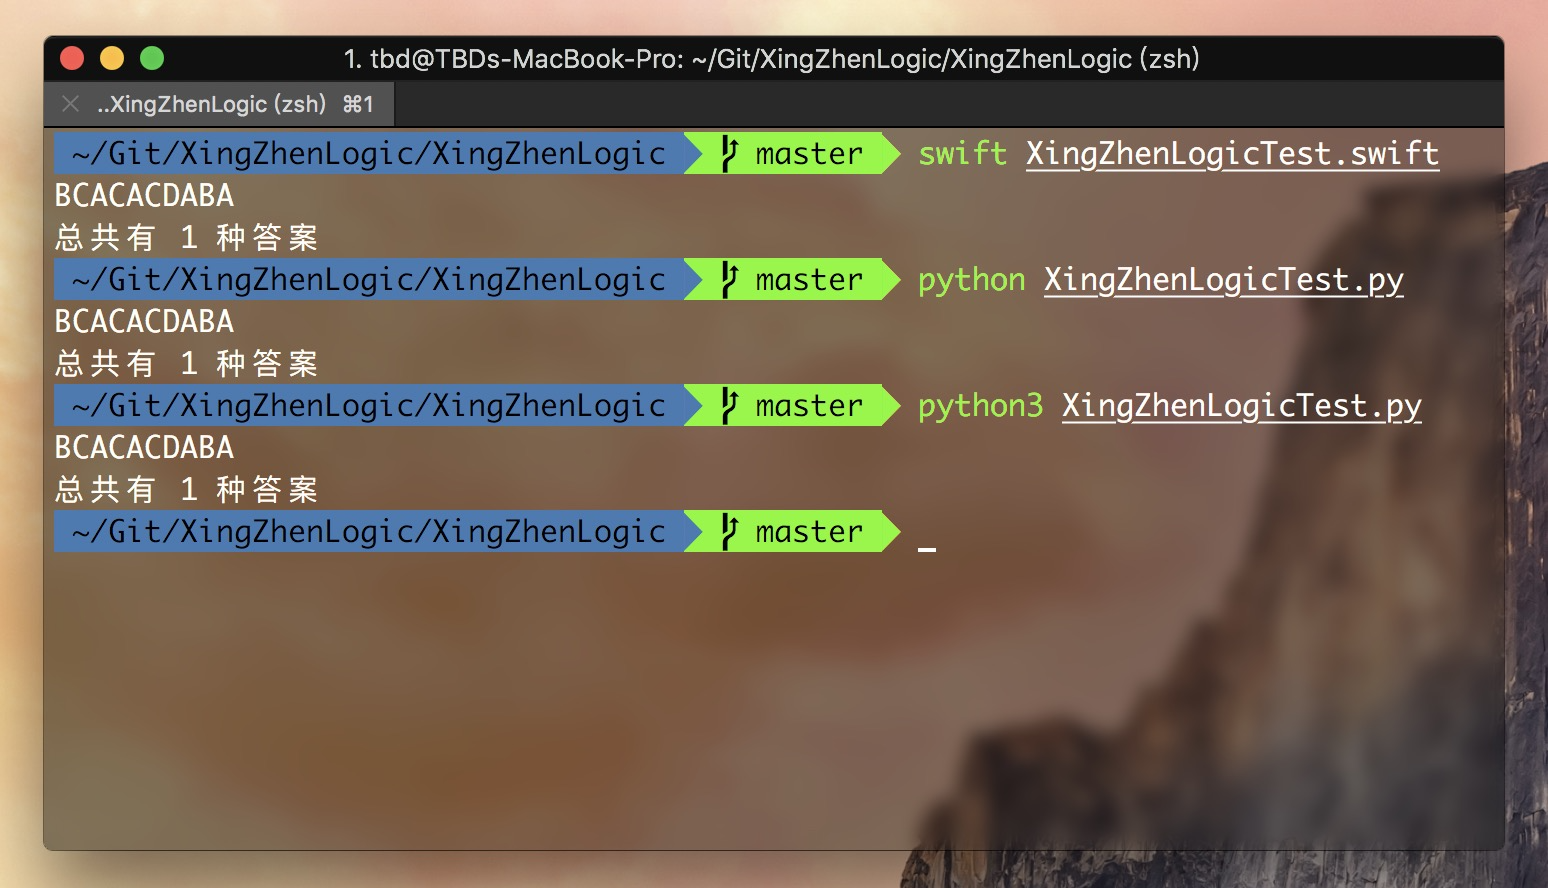 1. tbd@TBDs-MacBook-Pro: ~/Git/XingZhenLogic/XingZhenLogic (zsh)
..XingZhenLogic (zsh) ⌘1
~/Git/XingZhenLogic/XingZhenLogic master swift XingZhenLogicTest.swift
BCACACDABA
总共有 1 种答案
~/Git/XingZhenLogic/XingZhenLogic master python XingZhenLogicTest.py
BCACACDABA
总共有 1 种答案
~/Git/XingZhenLogic/XingZhenLogic master python3 XingZhenLogicTest.py
BCACACDABA
总共有 1 种答案
~/Git/XingZhenLogic/XingZhenLogic master _